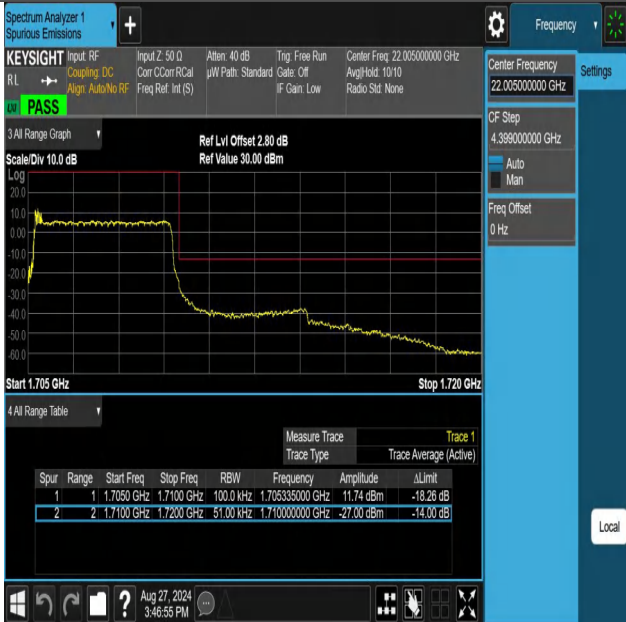 Spectrum Analyzer 1
Spurious Emissions
Frequency
KEYSIGHT
RL
Input: RF
Coupling: DC
Align: Auto/No RF
Input Z: 50 Ω
Corr CCorr RCal
Freq Ref: Int (S)
Atten: 40 dB
µW Path: Standard
Trig: Free Run
Gate: Off
IF Gain: Low
Center Freq: 22.005000000 GHz
Avg|Hold: 10/10
Radio Std: None
PASS
3 All Range Graph
Scale/Div 10.0 dB
Ref Lvl Offset 2.80 dB
Ref Value 30.00 dBm
Log
20.0
10.0
0.00
-10.0
-20.0
-30.0
-40.0
-50.0
-60.0
Start 1.705 GHz
Stop 1.720 GHz
4 All Range Table
Measure Trace Trace 1
Trace Type Trace Average (Active)
Spur Range Start Freq Stop Freq RBW Frequency Amplitude ΔLimit
1 1 1.7050 GHz 1.7100 GHz 100.0 kHz 1.705335000 GHz 11.74 dBm -18.26 dB
2 2 1.7100 GHz 1.7200 GHz 51.00 kHz 1.710000000 GHz -27.00 dBm -14.00 dB
Center Frequency
22.005000000 GHz
Settings
CF Step
4.399000000 GHz
Auto
Man
Freq Offset
0 Hz
Local
?
Aug 27, 2024
3:46:55 PM